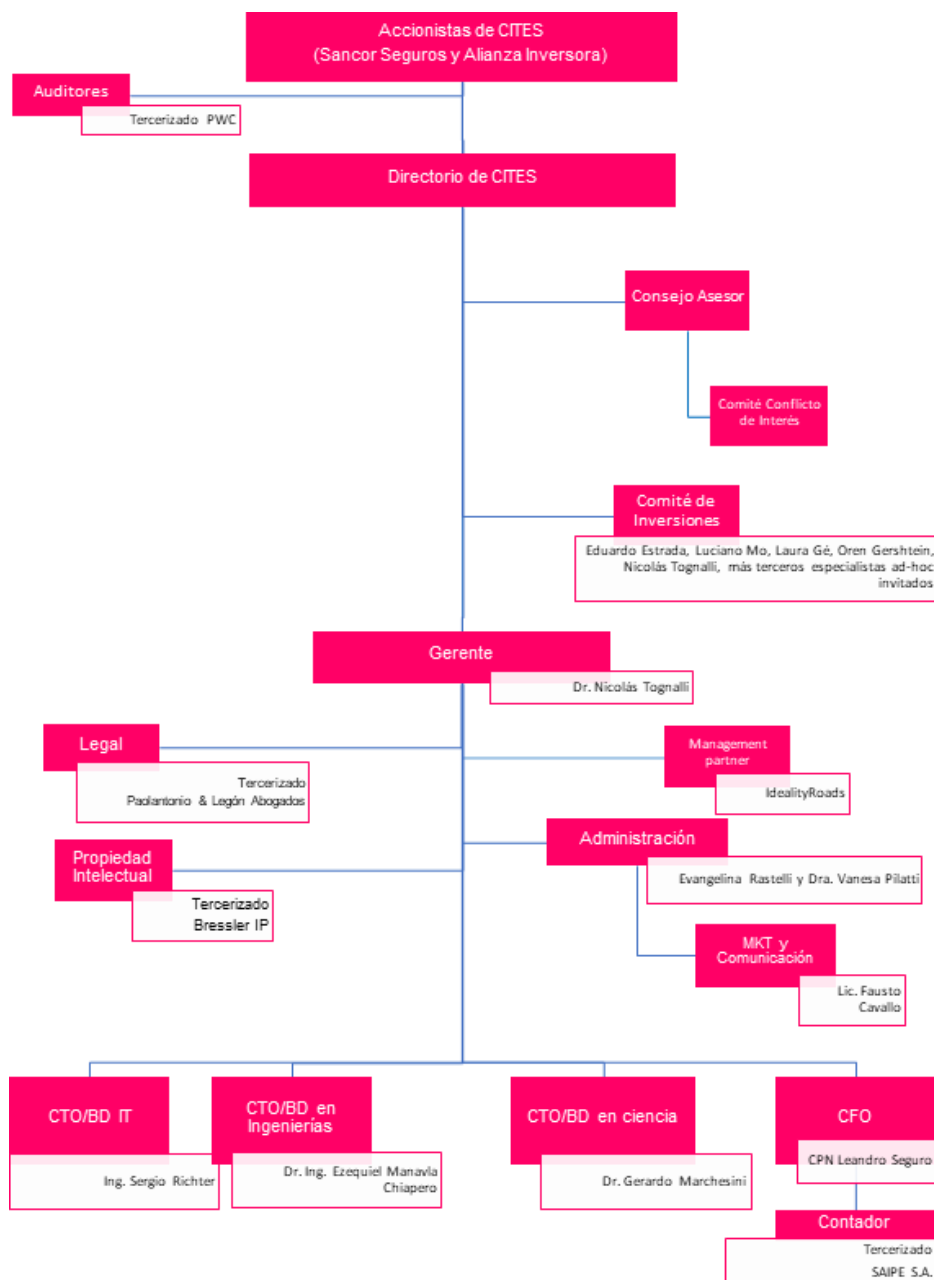 Accionistas de CITES
(Sancor Seguros y Alianza Inversora)
Auditores
Tercerizado PWC
Directorio de CITES
Consejo Asesor
Comité Conflicto
de Interés
Comité de
Inversiones
Eduardo Estrada, Luciano Mo, Laura Gé, Oren Gershtein,
Nicolás Tognalli, más terceros especialistas ad-hoc
invitados
Gerente
Dr. Nicolás Tognalli
Legal
Tercerizado
Paolantonio & Legón Abogados
Management
partner
IdealityRoads
Propiedad
Intelectual
Tercerizado
Bressler IP
Administración
Evangelina Rastelli y Dra. Vanesa Pilatti
MKT y
Comunicación
Lic. Fausto
Cavallo
CTO/BD IT
Ing. Sergio Richter
CTO/BD en
Ingenierías
Dr. Ing. Ezequiel Manavla
Chiapero
CTO/BD en ciencia
Dr. Gerardo Marchesini
CFO
CPN Leandro Seguro
Contador
Tercerizado
SAIPE S.A.